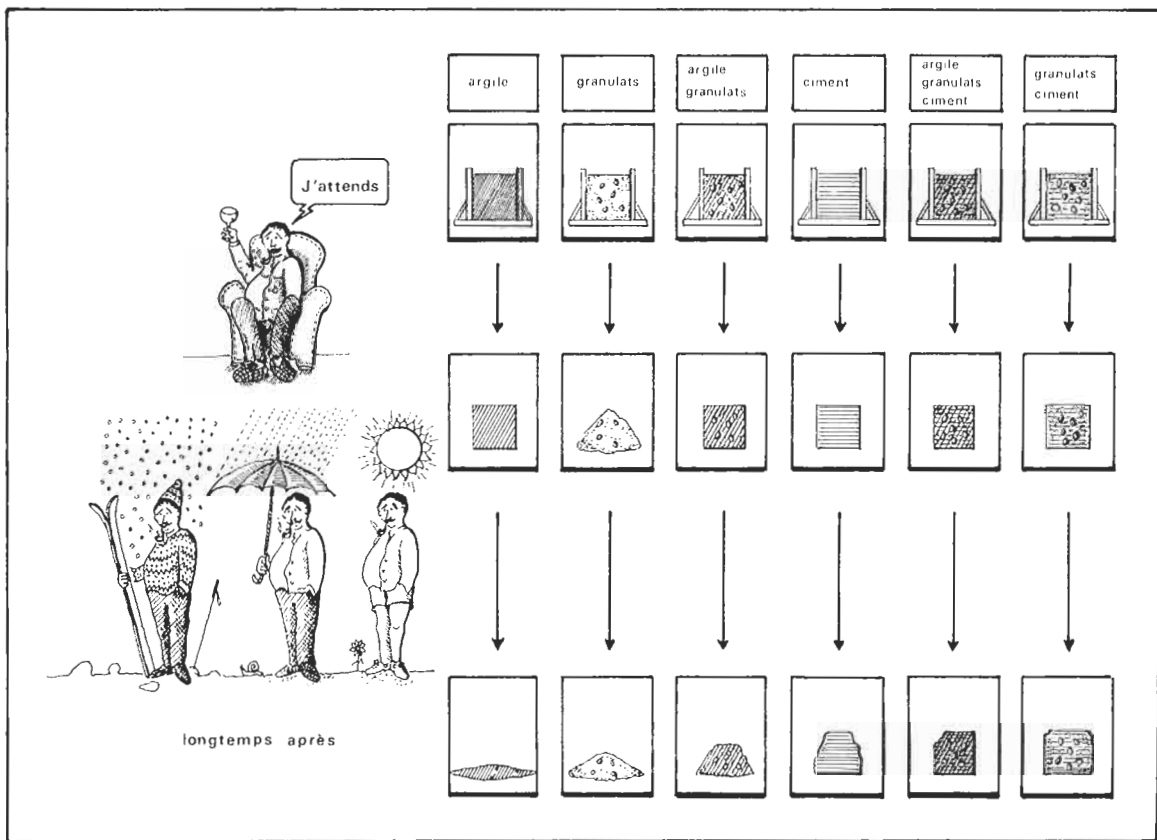 argile
granulats
argile
granulats
ciment
argile
granulats
ciment
granulats
ciment
J'attends
longtemps après